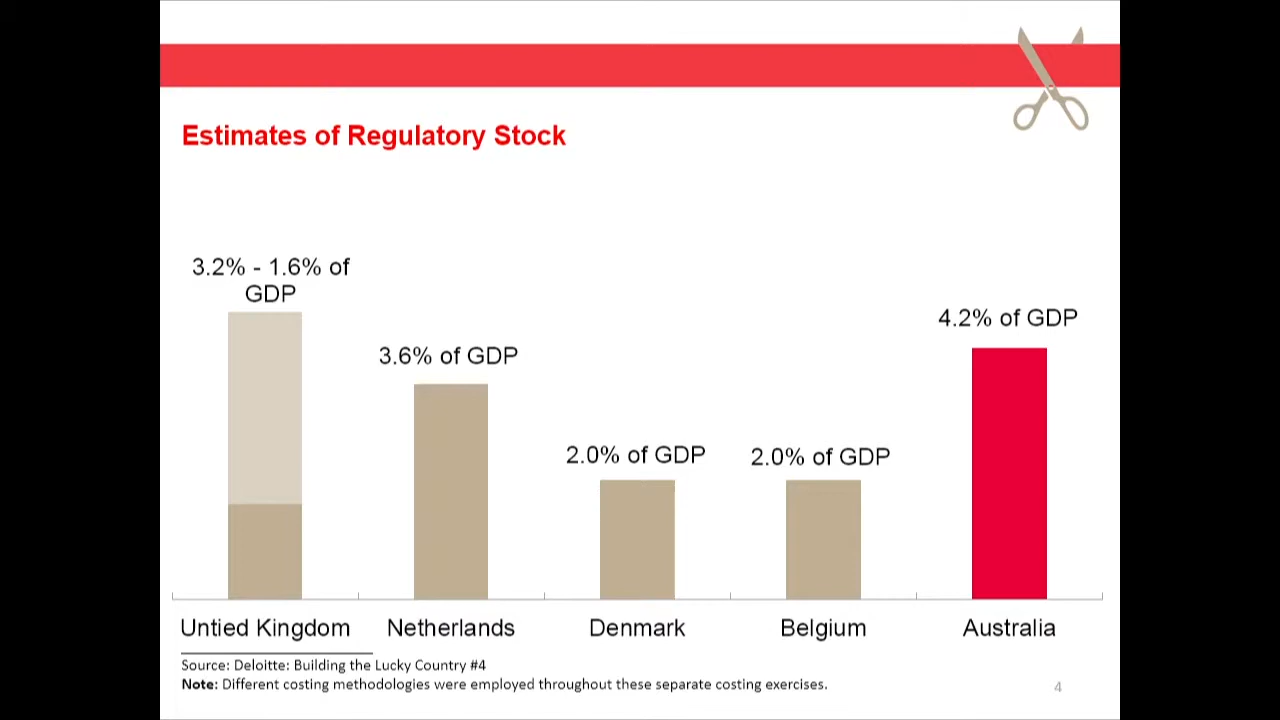 Estimates of Regulatory Stock
3.2% - 1.6% of
GDP
3.6% of GDP
2.0% of GDP
2.0% of GDP
4.2% of GDP
Untied Kingdom
Netherlands
Denmark
Belgium
Australia
Source: Deloitte: Building the Lucky Country #4
Note: Different costing methodologies were employed throughout these separate costing exercises.
4